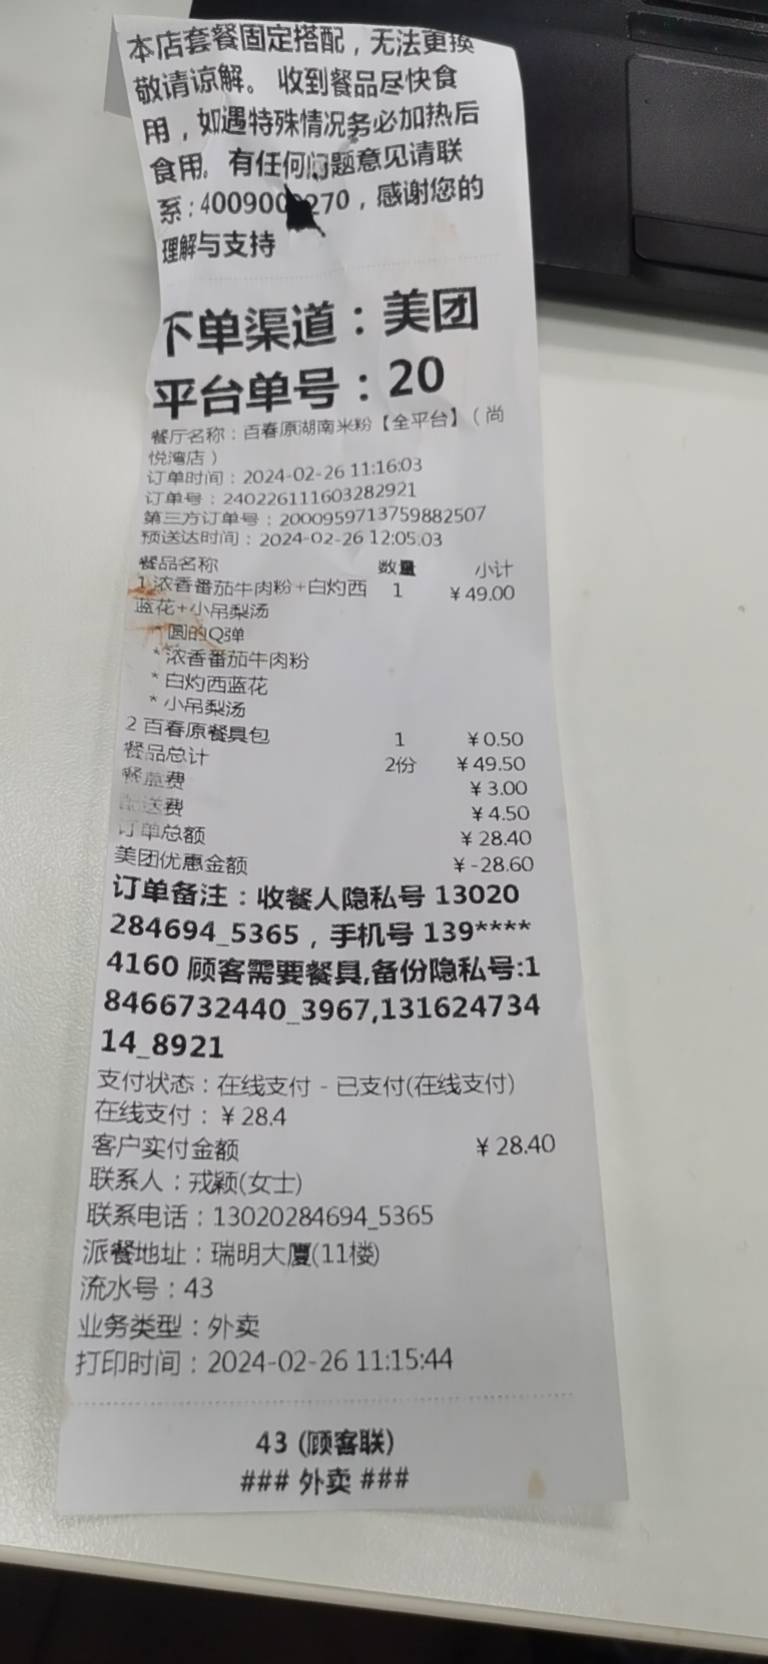 本店套餐固定搭配，无法更换
敬请谅解。 收到餐品尽快食
用，如遇特殊情况务必加热后
食用。有任何问题意见请联
系：400900 270，感谢您的
理解与支持
下单渠道：美团
平台单号：20
餐厅名称：百春原湖南米粉【全平台】（尚
悦湾店）
订单时间：2024-02-26 11:16:03
订单号：240226111603282921
第三方订单号：2000959713759882507
预送达时间：2024-02-26 12:05:03
餐品名称 数量 小计
1 浓香番茄牛肉粉+白灼西 1 ¥49.00
蓝花+小吊梨汤
* 圆的Q弹
* 浓香番茄牛肉粉
* 白灼西蓝花
* 小吊梨汤
2 百春原餐具包 1 ¥0.50
餐品总计 2份 ¥49.50
餐盒费 ¥3.00
配送费 ¥4.50
订单总额 ¥28.40
美团优惠金额 ¥-28.60
订单备注：收餐人隐私号 13020
284694_5365，手机号 139****
4160 顾客需要餐具,备份隐私号:1
8466732440_3967,131624734
14_8921
支付状态：在线支付 - 已支付(在线支付)
在线支付：¥28.4
客户实付金额 ¥28.40
联系人：戎颖(女士)
联系电话：13020284694_5365
派餐地址：瑞明大厦(11楼)
流水号：43
业务类型：外卖
打印时间：2024-02-26 11:15:44
43 (顾客联)
### 外卖 ###